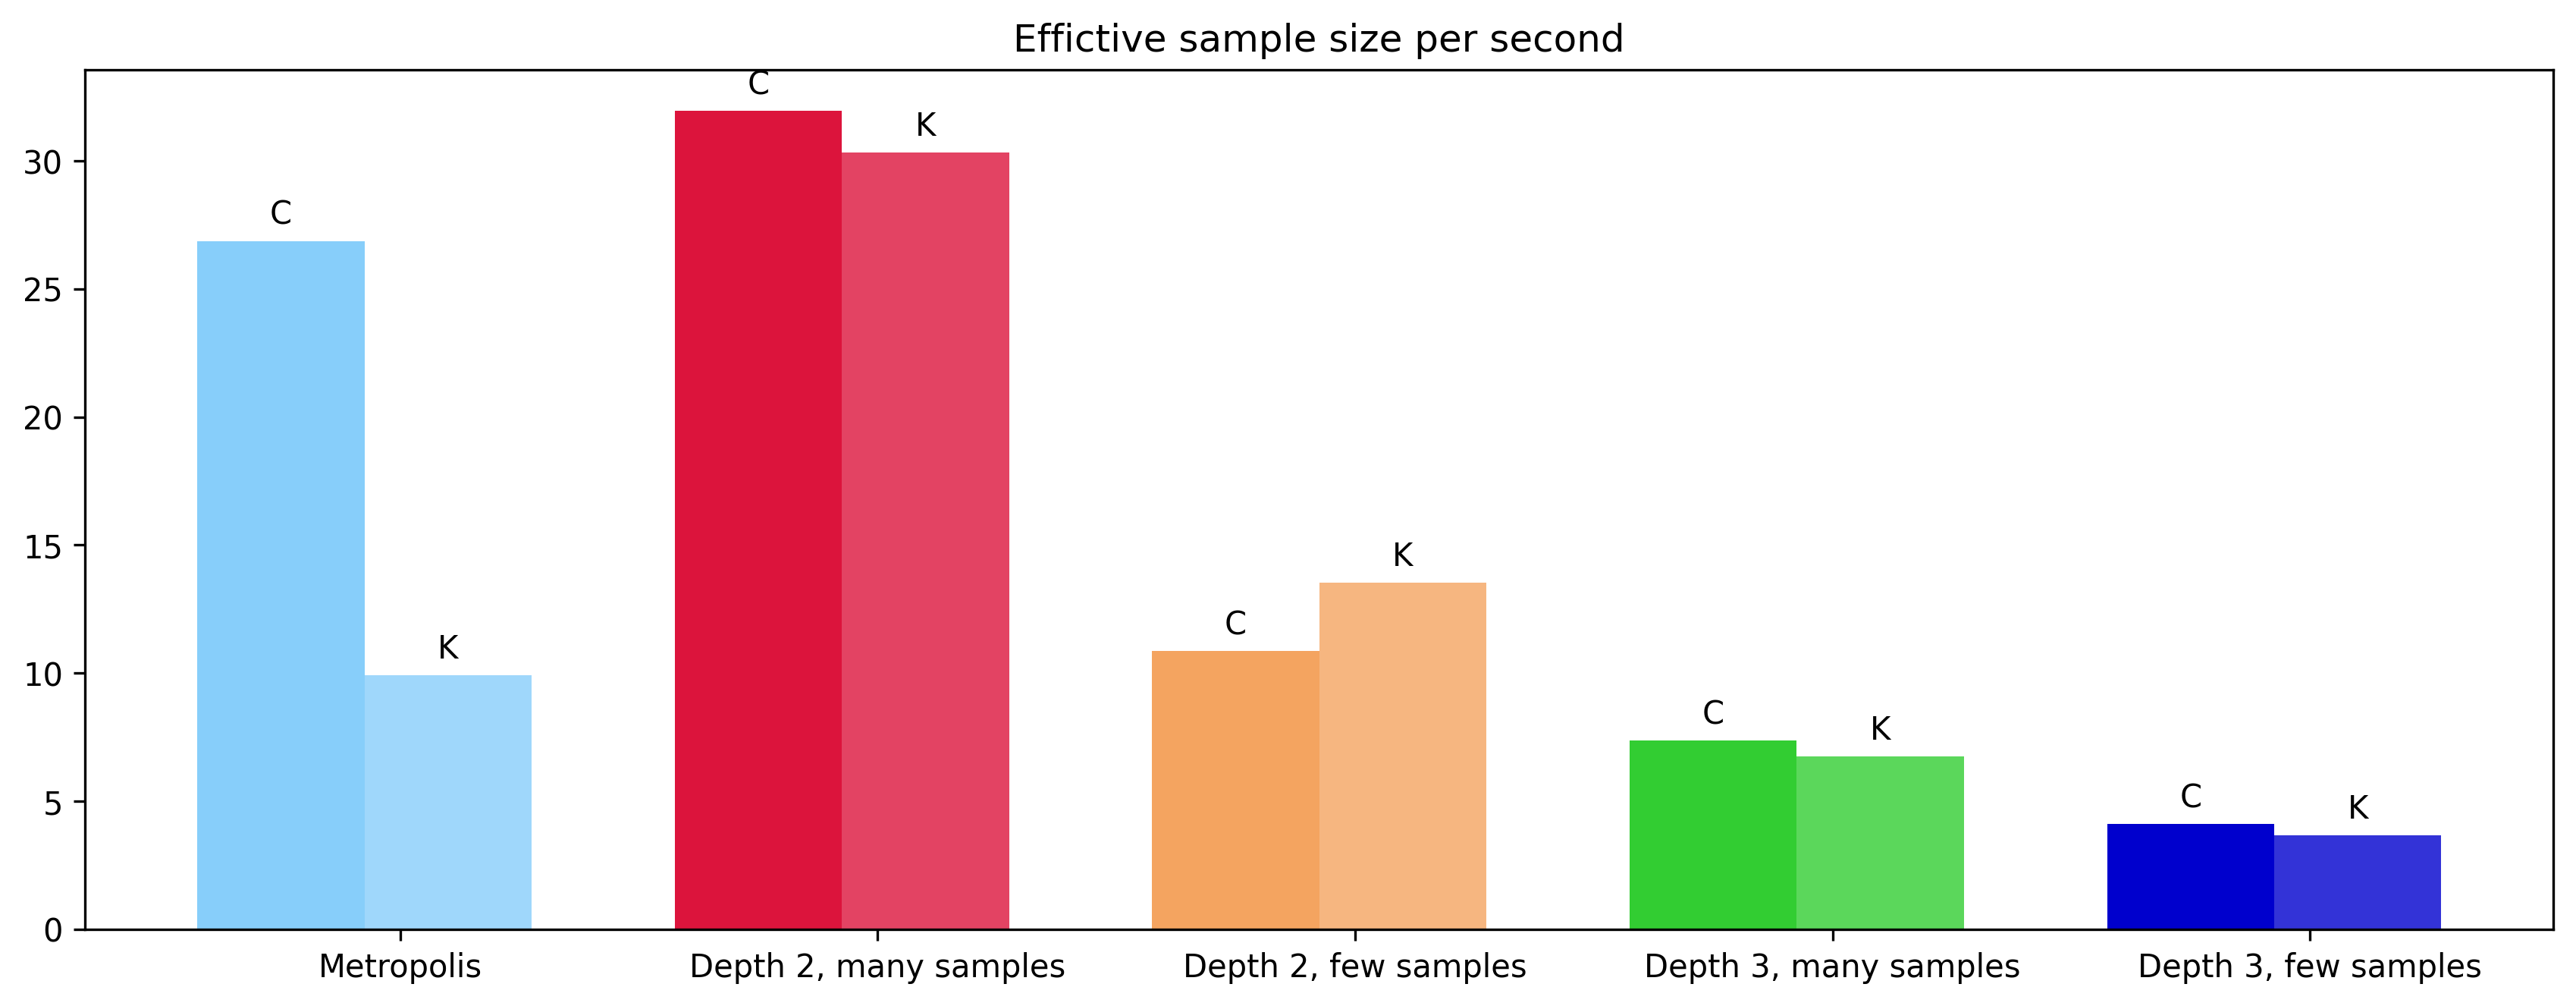 Effictive sample size per second
C
K
C
K
C
K
C
K
C
K
30
25
20
15
10
5
0
Metropolis
Depth 2, many samples
Depth 2, few samples
Depth 3, many samples
Depth 3, few samples